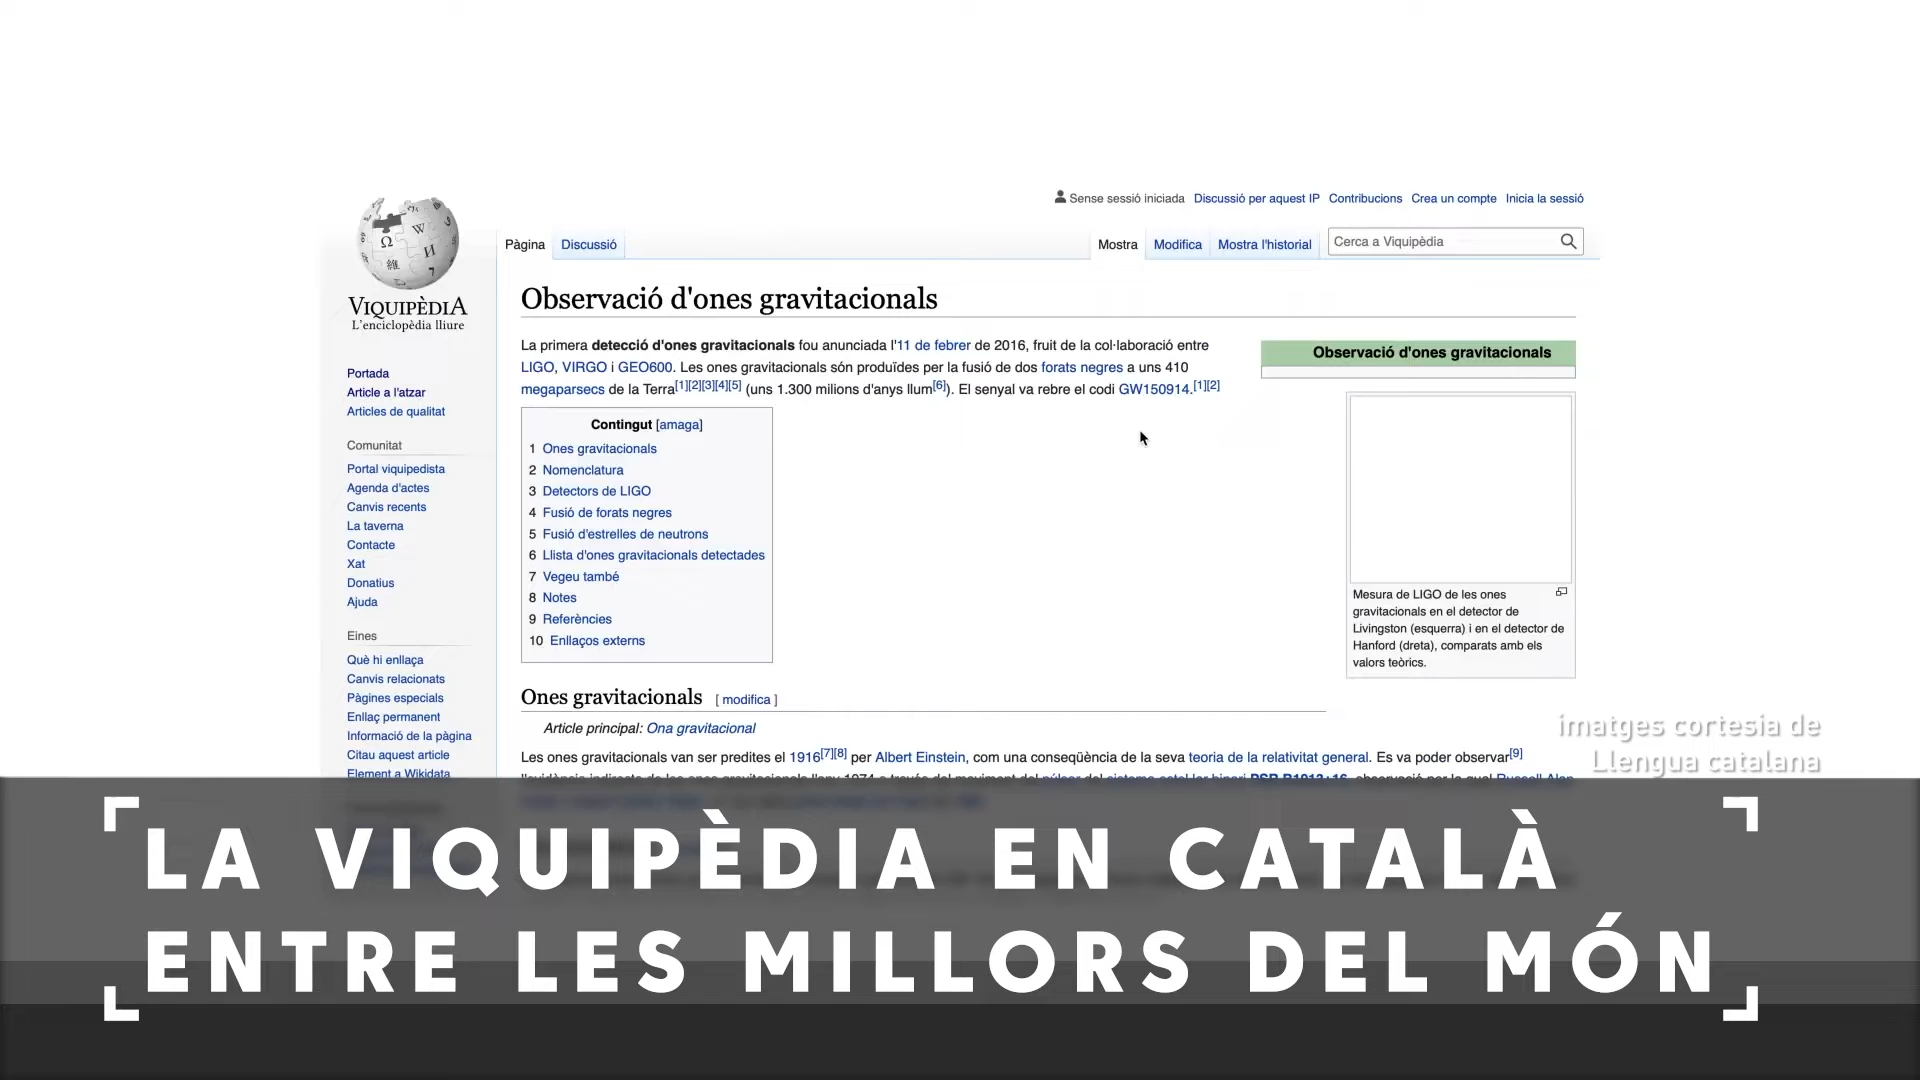 Sense sessió iniciada Discussió per aquest IP Contribucions Crea un compte Inicia la sessió
Pàgina Discussió Mostra Modifica Mostra l'historial Cerca a Viquipèdia
VIQUIPÈDIA
L'enciclopèdia lliure
Portada
Article a l'atzar
Articles de qualitat
Comunitat
Portal viquipedista
Agenda d'actes
Canvis recents
La taverna
Contacte
Xat
Donatius
Ajuda
Eines
Què hi enllaça
Canvis relacionats
Pàgines especials
Enllaç permanent
Informació de la pàgina
Citau aquest article
Element a Wikidata
Observació d'ones gravitacionals
La primera detecció d'ones gravitacionals fou anunciada l'11 de febrer de 2016, fruit de la col·laboració entre
LIGO, VIRGO i GEO600. Les ones gravitacionals són produïdes per la fusió de dos forats negres a uns 410
megaparsecs de la Terra[1][2][3][4][5] (uns 1.300 milions d'anys llum[6]). El senyal va rebre el codi GW150914.[1][2]
Contingut [amaga]
1 Ones gravitacionals
2 Nomenclatura
3 Detectors de LIGO
4 Fusió de forats negres
5 Fusió d'estrelles de neutrons
6 Llista d'ones gravitacionals detectades
7 Vegeu també
8 Notes
9 Referències
10 Enllaços externs
Observació d'ones gravitacionals
Mesura de LIGO de les ones
gravitacionals en el detector de
Livingston (esquerra) i en el detector de
Hanford (dreta), comparats amb els
valors teòrics.
Ones gravitacionals [ modifica ]
Article principal: Ona gravitacional
Les ones gravitacionals van ser predites el 1916[7][8] per Albert Einstein, com una conseqüència de la seva teoria de la relativitat general. Es va poder observar[9]
imatges cortesia de
Llengua catalana
LA VIQUIPÈDIA EN CATALÀ
ENTRE LES MILLORS DEL MÓN